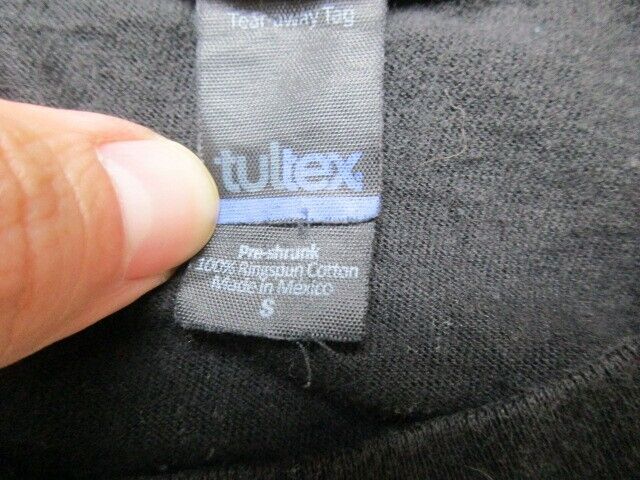 Tear-away Tag
tultex
Pre-shrunk
100% Ringspun Cotton
Made in Mexico
S